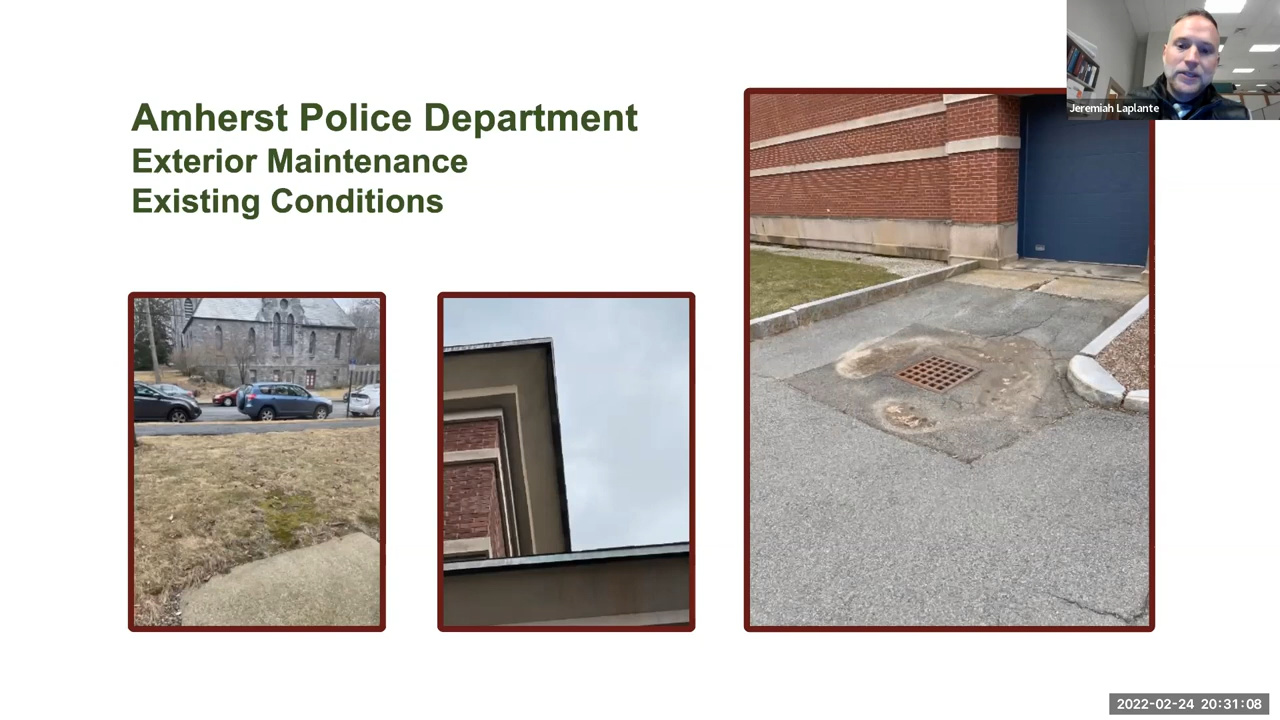 Amherst Police Department
Exterior Maintenance
Existing Conditions
Jeremiah Laplante
2022-02-24 20:31:08